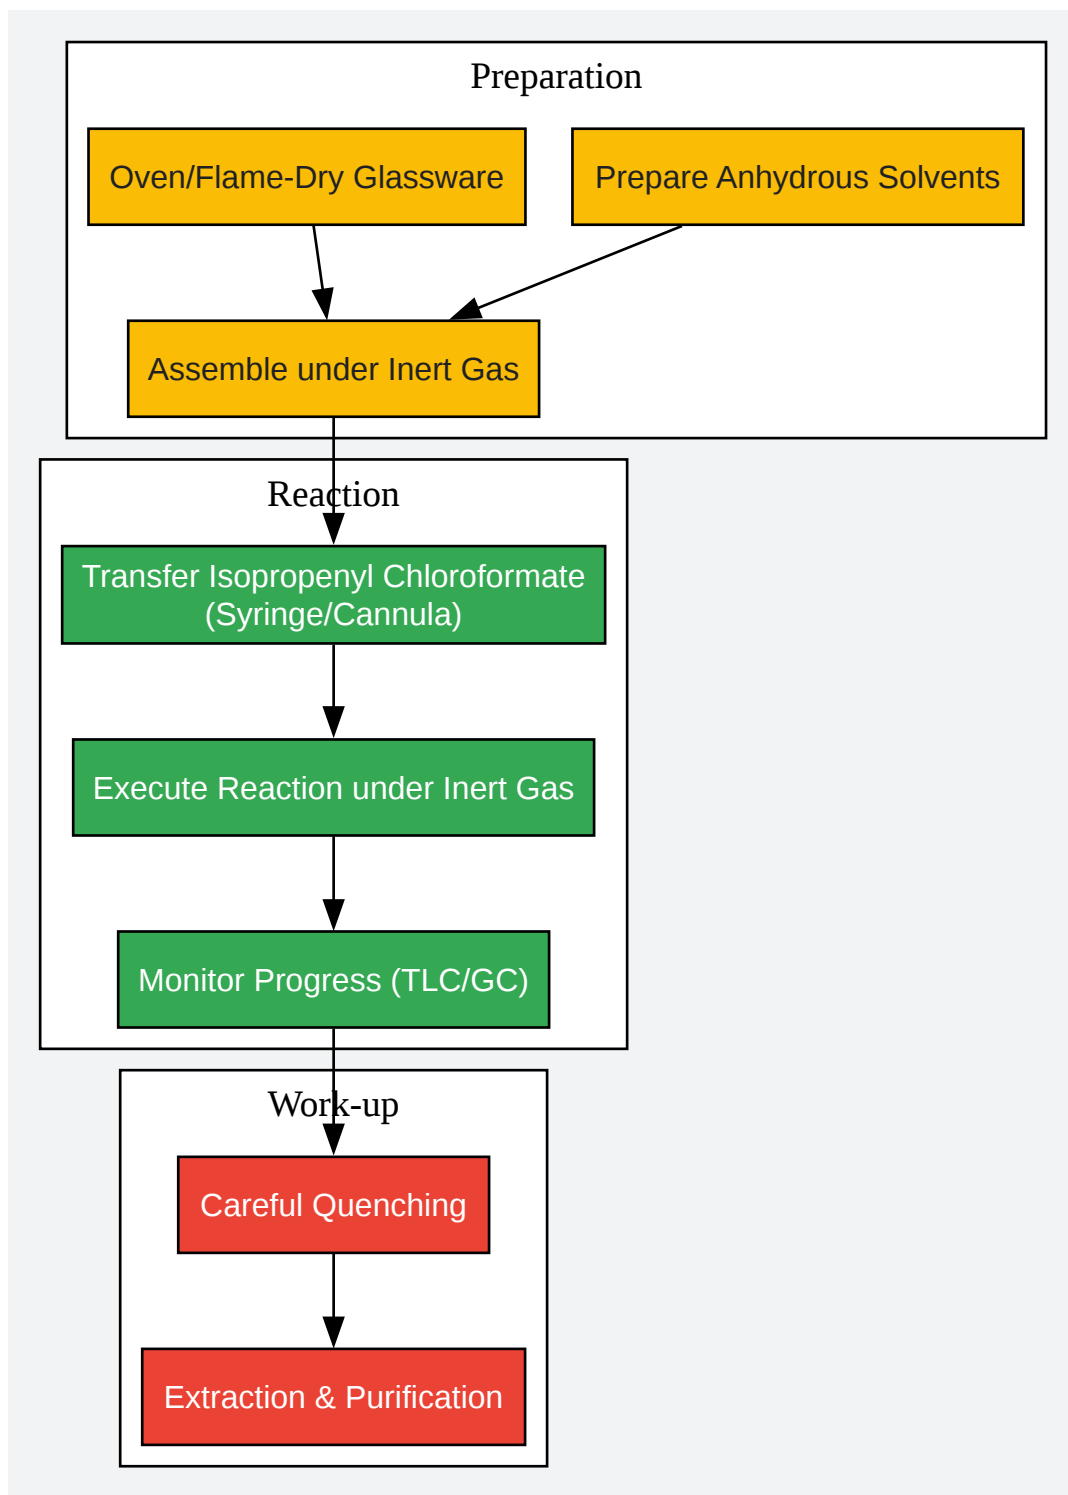 Preparation
Oven/Flame-Dry Glassware
Prepare Anhydrous Solvents
Assemble under Inert Gas
Reaction
Transfer Isopropenyl Chloroformate
(Syringe/Cannula)
Execute Reaction under Inert Gas
Monitor Progress (TLC/GC)
Work-up
Careful Quenching
Extraction & Purification